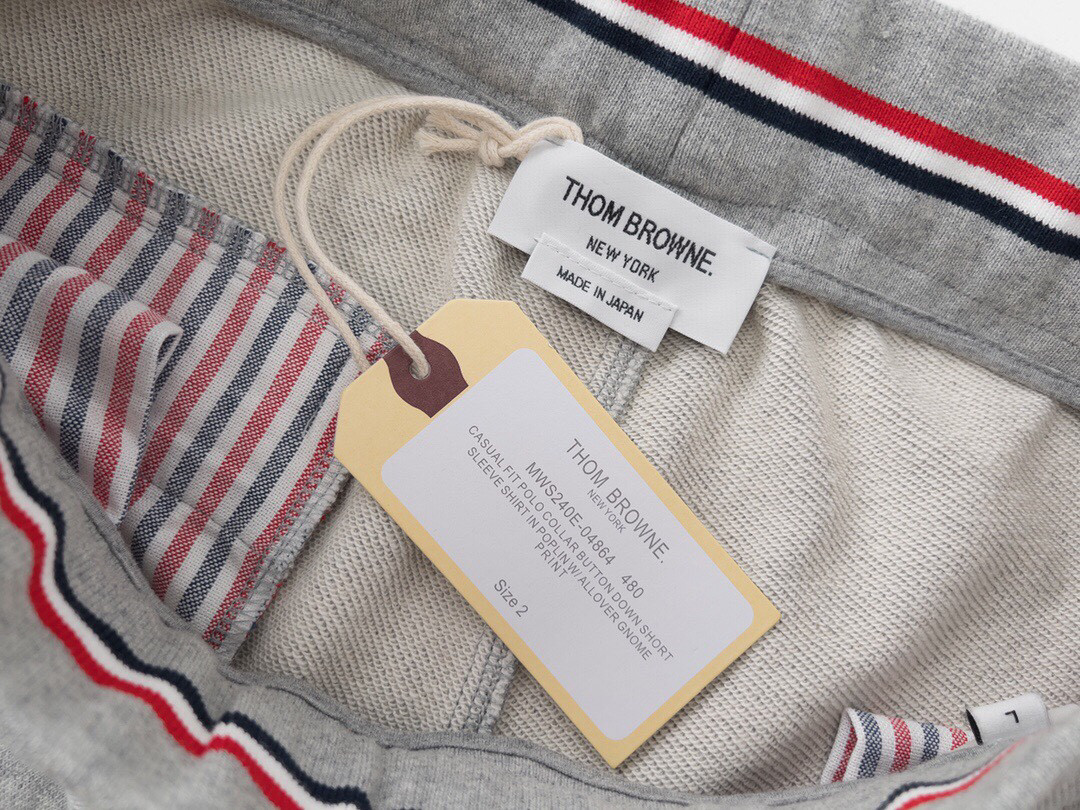 THOM BROWNE.
NEW YORK
MADE IN JAPAN
THOM BROWNE.
NEW YORK
MWS240E-04864 480
CASUAL FIT POLO COLLAR BUTTON DOWN SHORT
SLEEVE SHIRT IN POPLIN W/ALLOVER GNOME
PRINT
Size 2
L